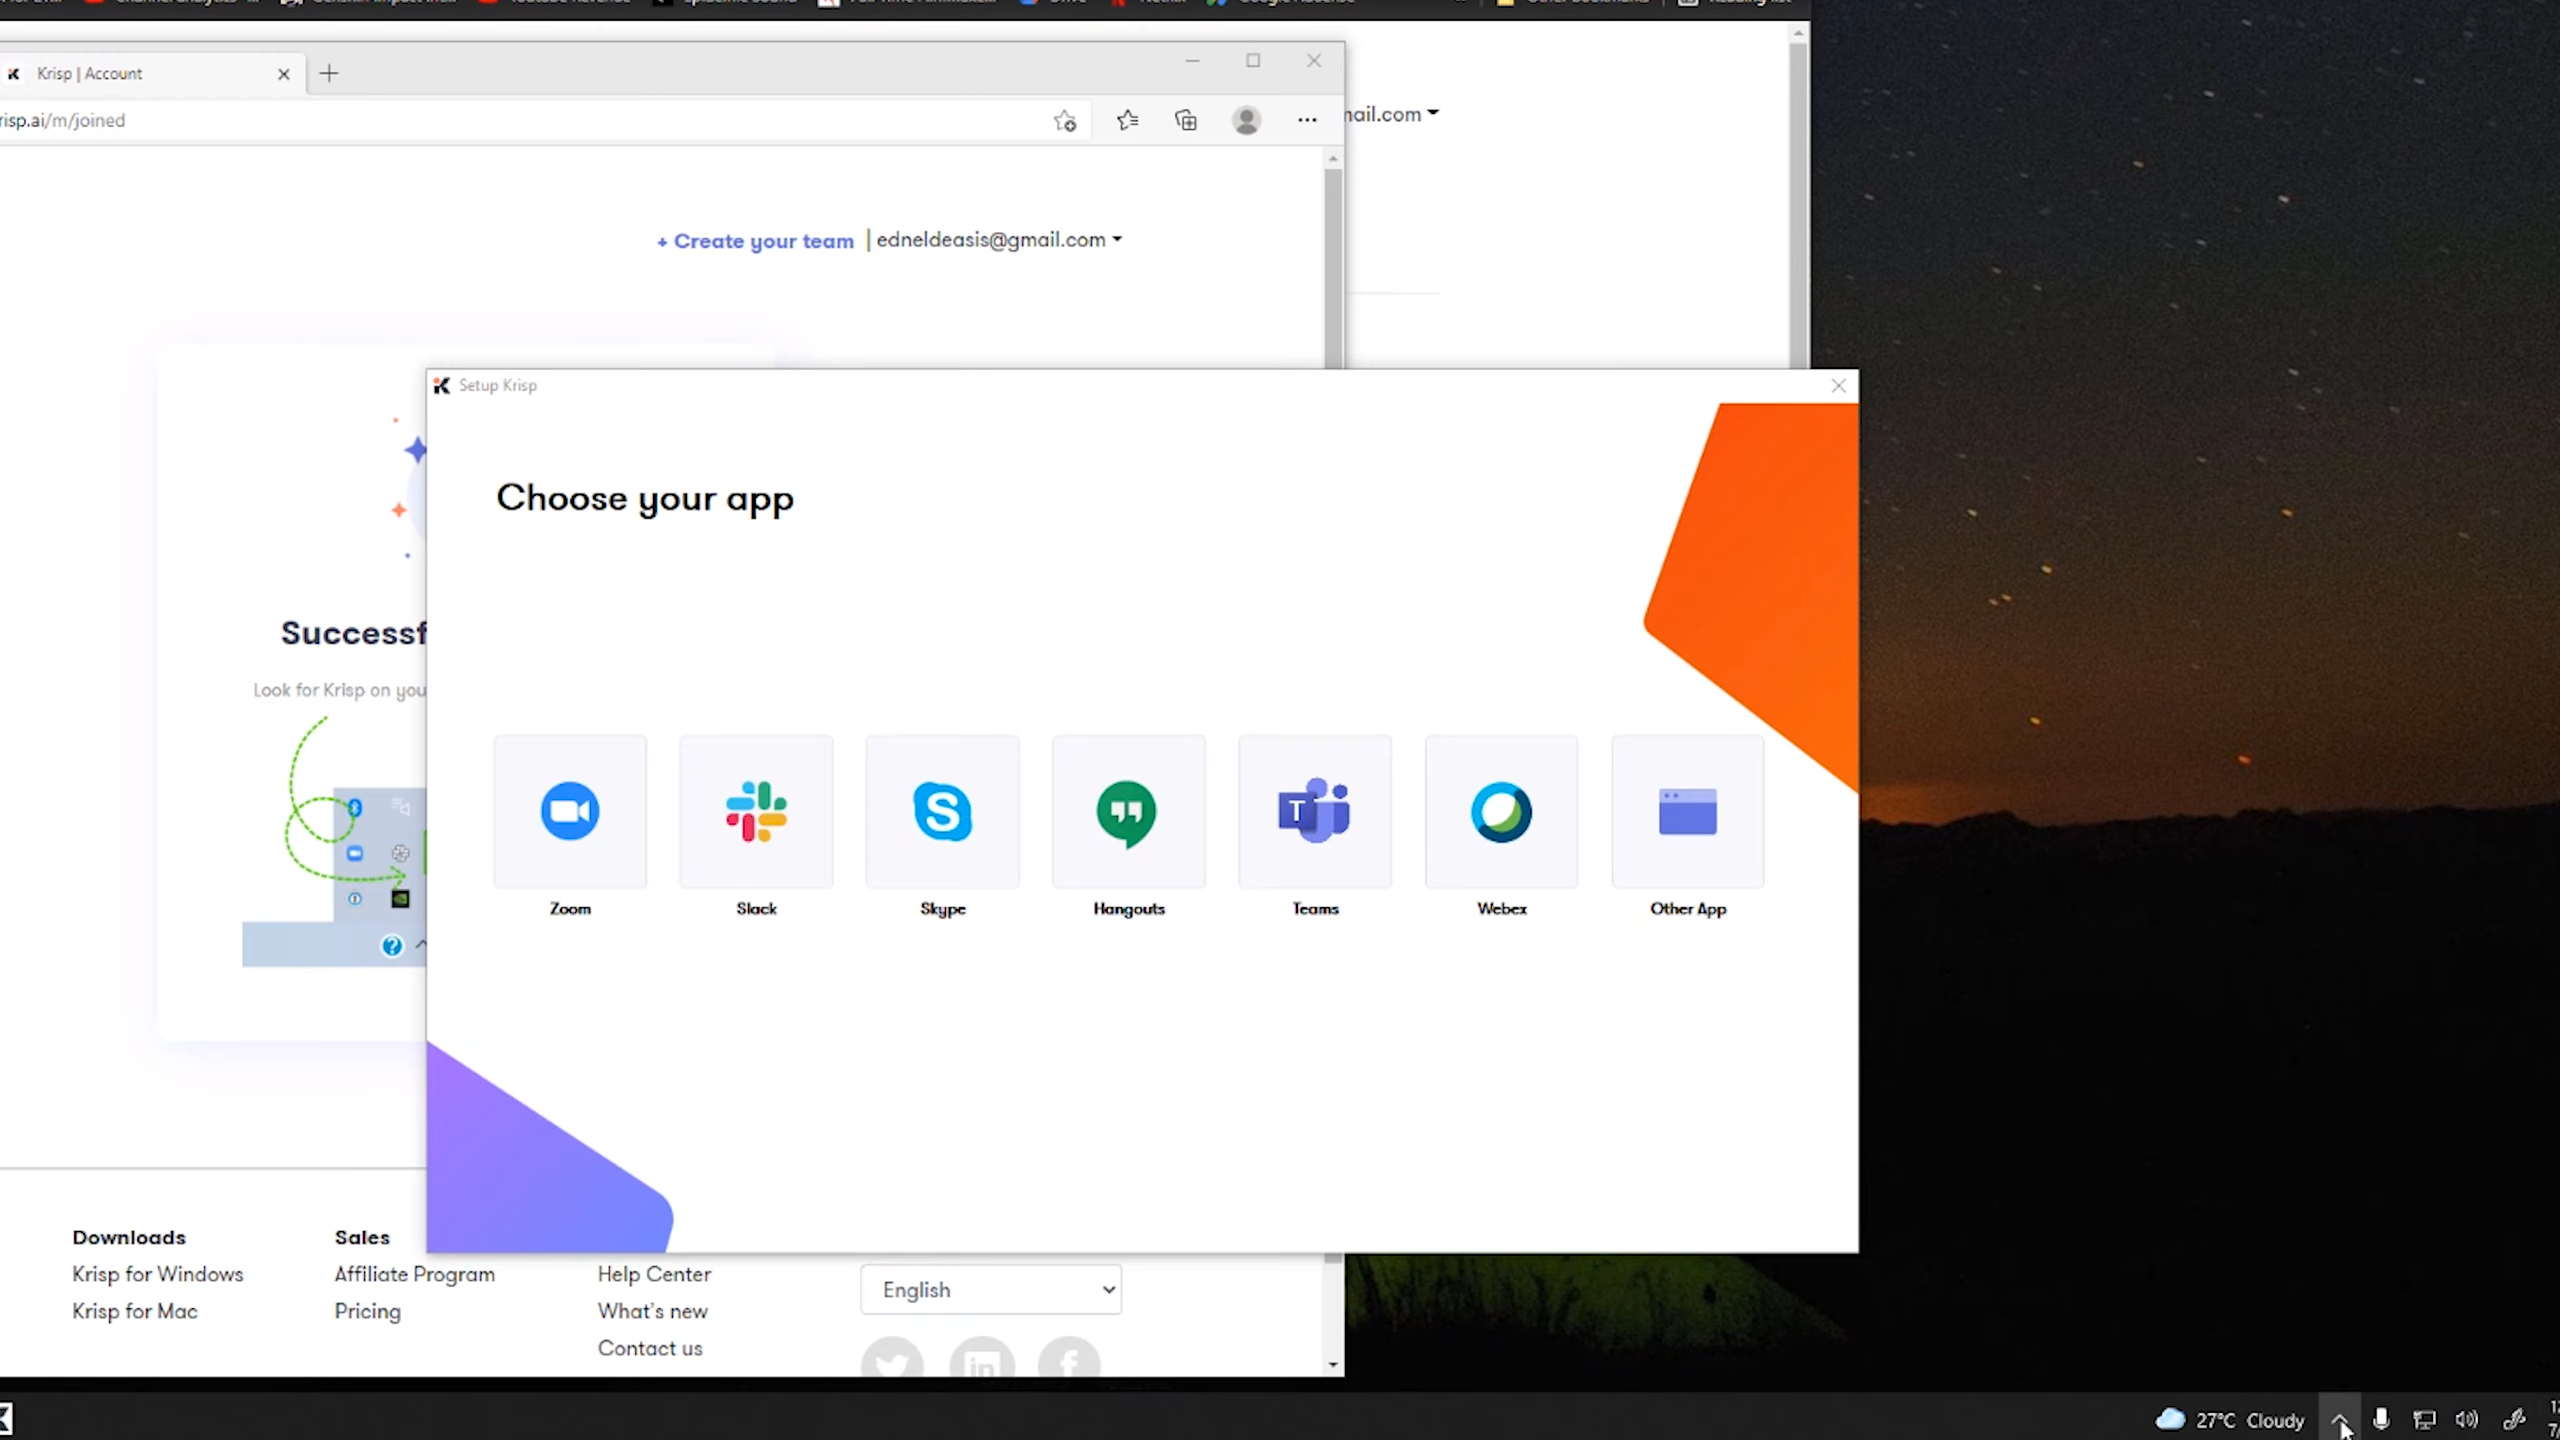 Krisp | Account
risp.ai/m/joined
nail.com
+ Create your team | edneldeasis@gmail.com
Setup Krisp
Choose your app
Successf
Look for Krisp on you
Zoom
Slack
Skype
Hangouts
Teams
Webex
Other App
Downloads
Krisp for Windows
Krisp for Mac
Sales
Affiliate Program
Pricing
Help Center
What's new
Contact us
English
27°C Cloudy